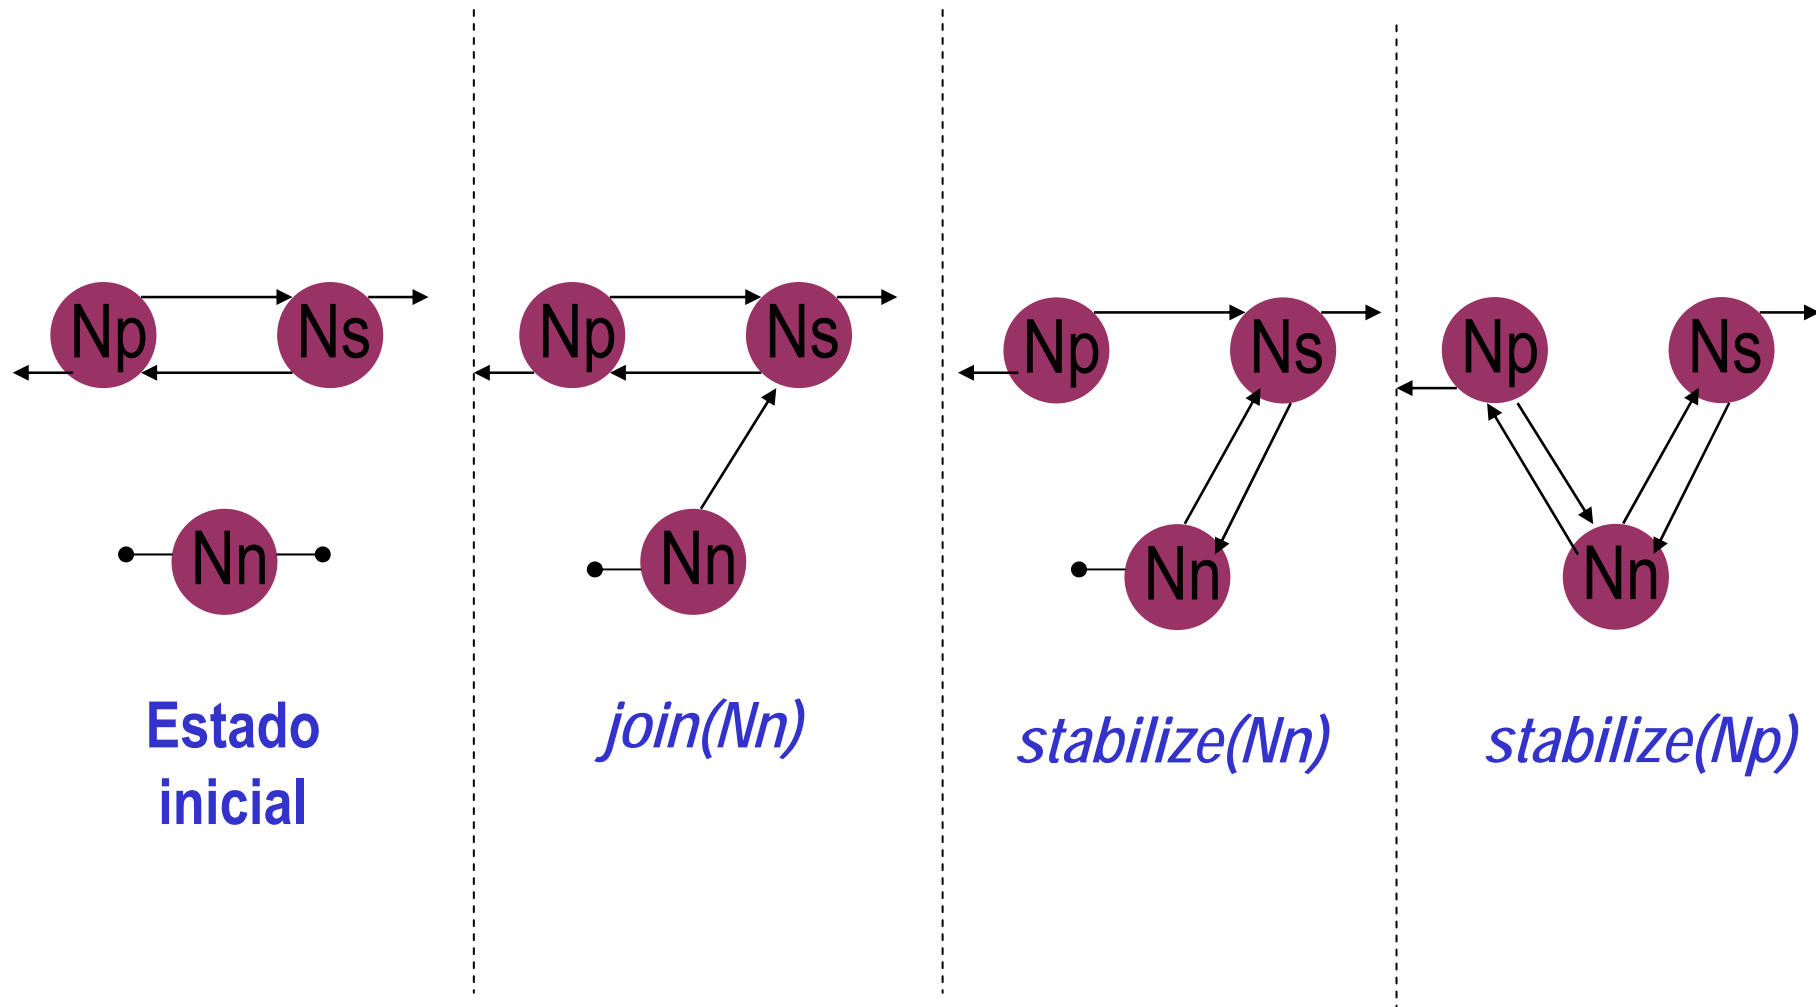 Np Ns
Nn
Estado
inicial
Np Ns
Nn
join(Nn)
Np Ns
Nn
stabilize(Nn)
Np Ns
Nn
stabilize(Np)